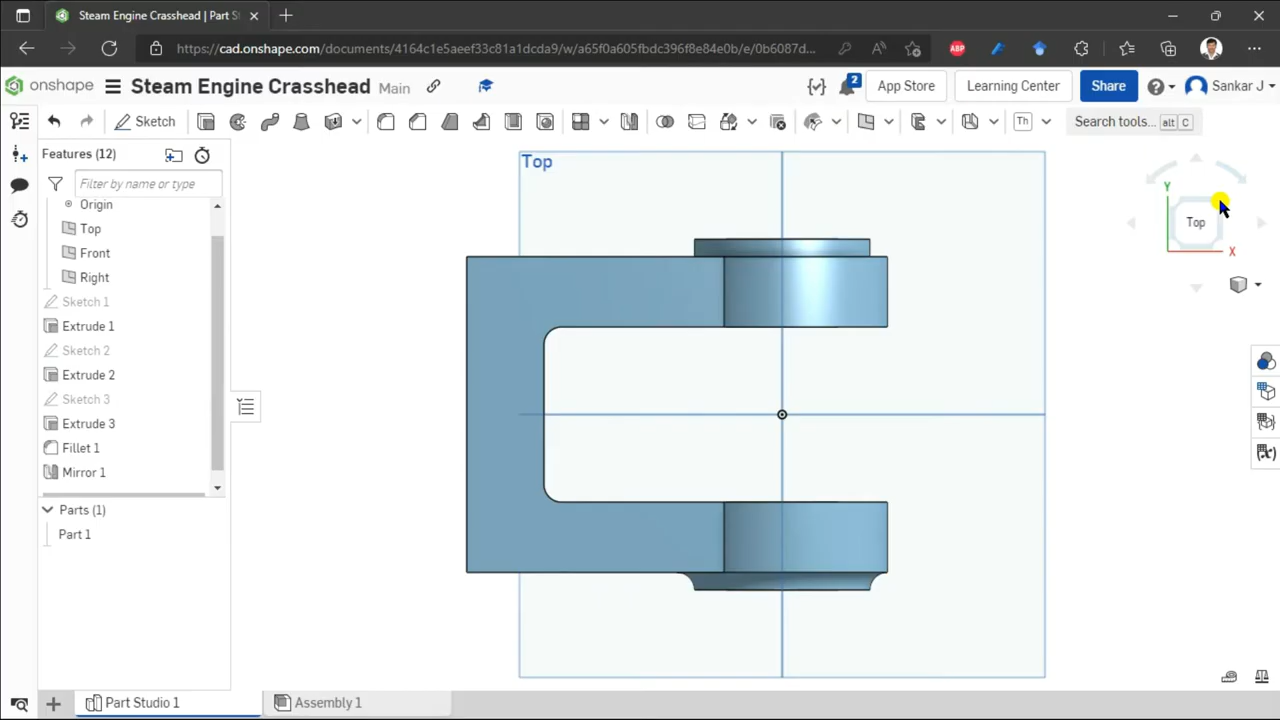 Steam Engine Crasshead | Part St
https://cad.onshape.com/documents/4164c1e5aeef33c81a1dcda9/w/a65f0a605fbdc396f8e84e0b/e/0b6087d...
ABP
onshape Steam Engine Crasshead Main
2
App Store
Learning Center
Share
Sankar J
Sketch
Th
Search tools... alt C
Features (12)
Filter by name or type
Origin
Top
Front
Right
Sketch 1
Extrude 1
Sketch 2
Extrude 2
Sketch 3
Extrude 3
Fillet 1
Mirror 1
Parts (1)
Part 1
Top
Y
Top
X
Part Studio 1
Assembly 1